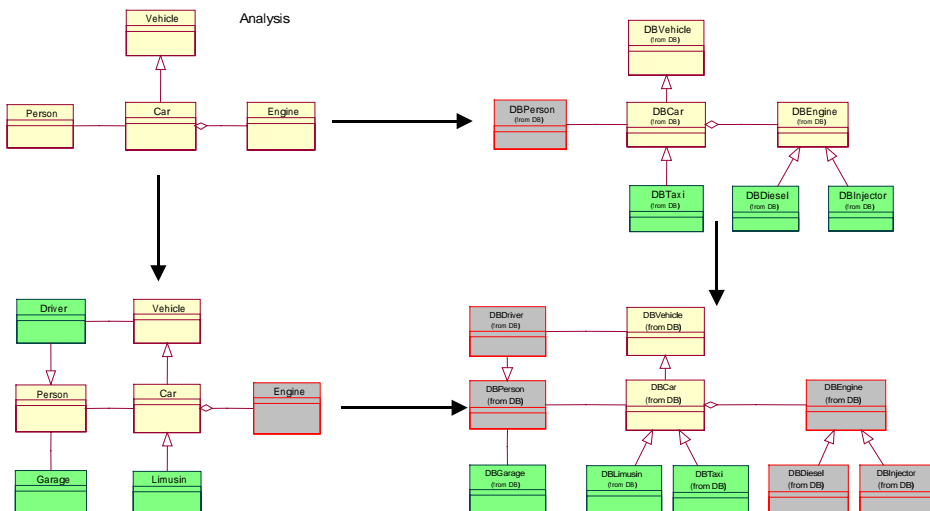 Analysis
Vehicle
Person
Car
Engine
DBVehicle
(from DB)
DBPerson
(from DB)
DBCar
(from DB)
DBEngine
(from DB)
DBTaxi
(from DB)
DBDiesel
(from DB)
DBInjector
(from DB)
Driver
Vehicle
Person
Car
Engine
Garage
Limusin
DBDriver
(from DB)
DBVehicle
(from DB)
DBPerson
(from DB)
DBCar
(from DB)
DBEngine
(from DB)
DBGarage
(from DB)
DBLimusin
(from DB)
DBTaxi
(from DB)
DBDiesel
(from DB)
DBInjector
(from DB)